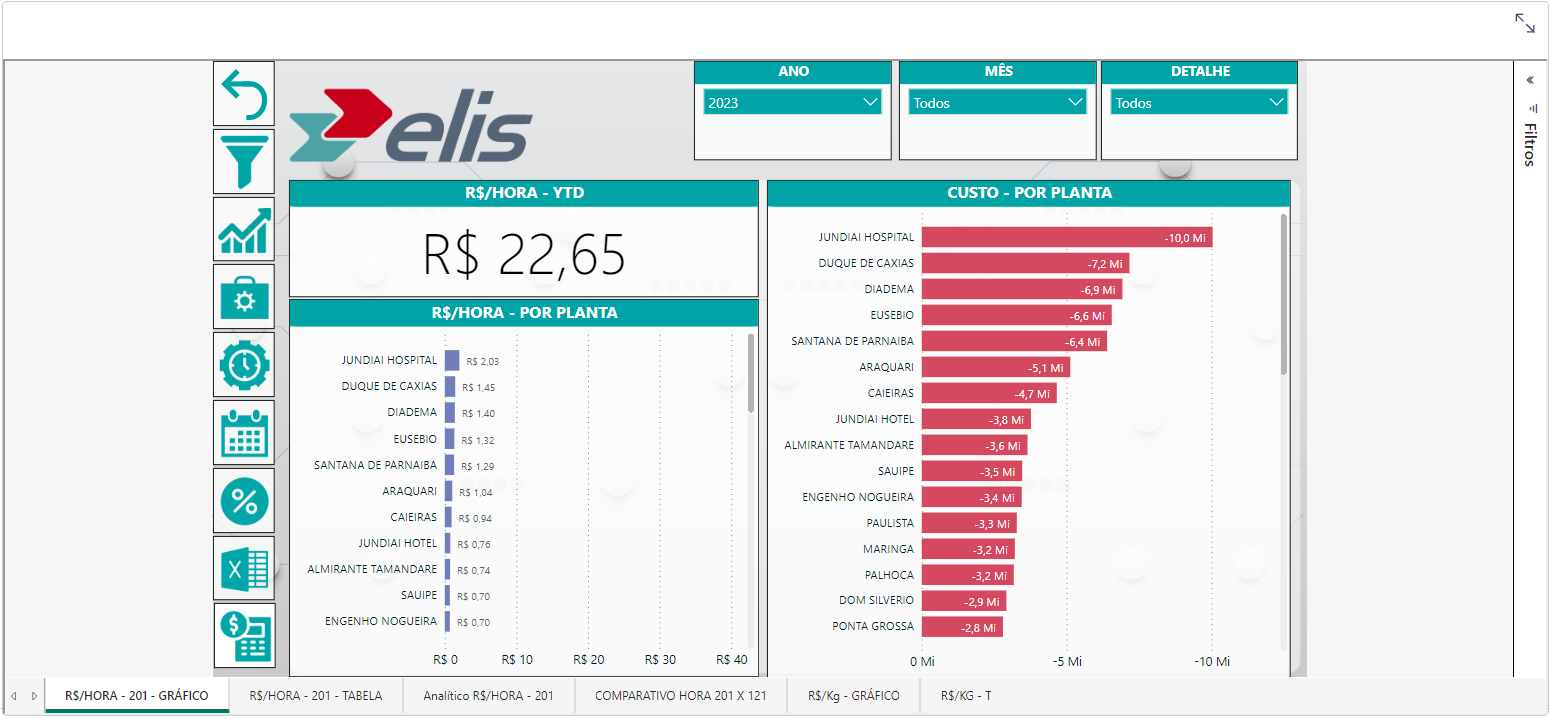 ANO
MÊS
DETALHE
2023
Todos
Todos
Filtros
elis
R$/HORA - YTD
R$ 22,65
R$/HORA - POR PLANTA
JUNDIAI HOSPITAL R$ 2,03
DUQUE DE CAXIAS R$ 1,45
DIADEMA R$ 1,40
EUSEBIO R$ 1,32
SANTANA DE PARNAIBA R$ 1,29
ARAQUARI R$ 1,04
CAIEIRAS R$ 0,94
JUNDIAI HOTEL R$ 0,76
ALMIRANTE TAMANDARE R$ 0,74
SAUIPE R$ 0,70
ENGENHO NOGUEIRA R$ 0,70
R$ 0 R$ 10 R$ 20 R$ 30 R$ 40
CUSTO - POR PLANTA
JUNDIAI HOSPITAL -10,0 Mi
DUQUE DE CAXIAS -7,2 Mi
DIADEMA -6,9 Mi
EUSEBIO -6,6 Mi
SANTANA DE PARNAIBA -6,4 Mi
ARAQUARI -5,1 Mi
CAIEIRAS -4,7 Mi
JUNDIAI HOTEL -3,8 Mi
ALMIRANTE TAMANDARE -3,6 Mi
SAUIPE -3,5 Mi
ENGENHO NOGUEIRA -3,4 Mi
PAULISTA -3,3 Mi
MARINGA -3,2 Mi
PALHOCA -3,2 Mi
DOM SILVERIO -2,9 Mi
PONTA GROSSA -2,8 Mi
0 Mi -5 Mi -10 Mi
R$/HORA - 201 - GRÁFICO
R$/HORA - 201 - TABELA
Analítico R$/HORA - 201
COMPARATIVO HORA 201 X 121
R$/Kg - GRÁFICO
R$/KG - T